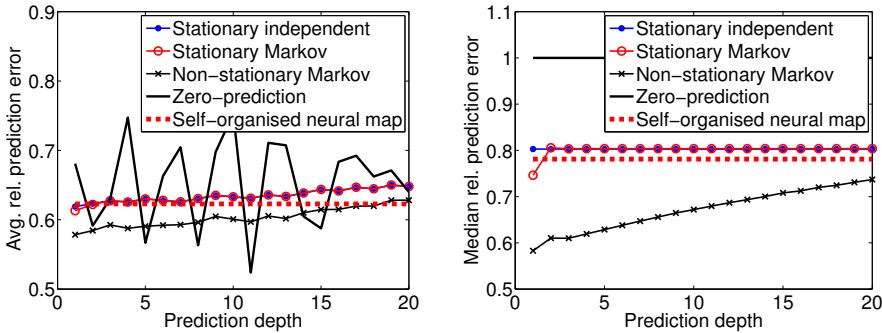 0.9
0.8
0.7
0.6
0.5
0
5
10
15
20
Avg. rel. prediction error
Prediction depth
Stationary independent
Stationary Markov
Non−stationary Markov
Zero−prediction
Self−organised neural map
1.1
1
0.9
0.8
0.7
0.6
0.5
0
5
10
15
20
Median rel. prediction error
Prediction depth
Stationary independent
Stationary Markov
Non−stationary Markov
Zero−prediction
Self−organised neural map